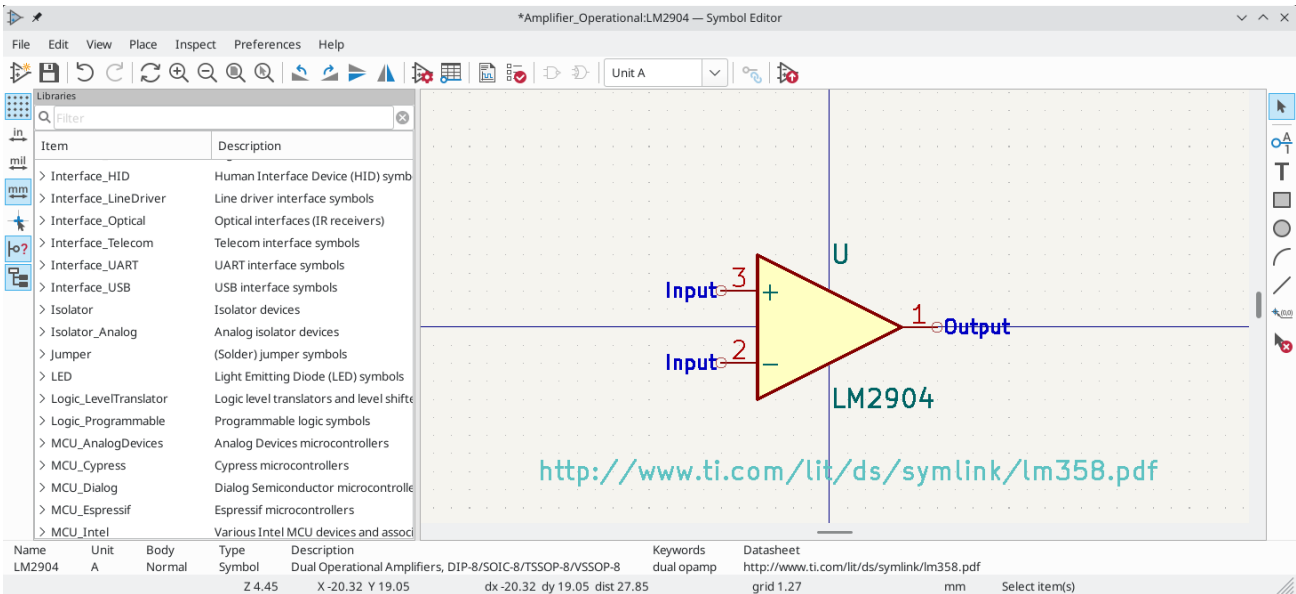 *Amplifier_Operational:LM2904 — Symbol Editor
File Edit View Place Inspect Preferences Help
Unit A
Libraries
in
Filter
mil
Item Description
mm
> Interface_HID Human Interface Device (HID) symb
> Interface_LineDriver Line driver interface symbols
> Interface_Optical Optical interfaces (IR receivers)
> Interface_Telecom Telecom interface symbols
> Interface_UART UART interface symbols
> Interface_USB USB interface symbols
> Isolator Isolator devices
> Isolator_Analog Analog isolator devices
> Jumper (Solder) jumper symbols
> LED Light Emitting Diode (LED) symbols
> Logic_LevelTranslator Logic level translators and level shifte
> Logic_Programmable Programmable logic symbols
> MCU_AnalogDevices Analog Devices microcontrollers
> MCU_Cypress Cypress microcontrollers
> MCU_Dialog Dialog Semiconductor microcontrolle
> MCU_Espressif Espressif microcontrollers
> MCU_Intel Various Intel MCU devices and associ
U
Input 3 +
1 Output
Input 2 −
LM2904
http://www.ti.com/lit/ds/symlink/lm358.pdf
A
1
T
(0,0)
Name Unit Body Type Description Keywords Datasheet
LM2904 A Normal Symbol Dual Operational Amplifiers, DIP-8/SOIC-8/TSSOP-8/VSSOP-8 dual opamp http://www.ti.com/lit/ds/symlink/lm358.pdf
Z 4.45 X -20.32 Y 19.05 dx -20.32 dy 19.05 dist 27.85 grid 1.27 mm Select item(s)